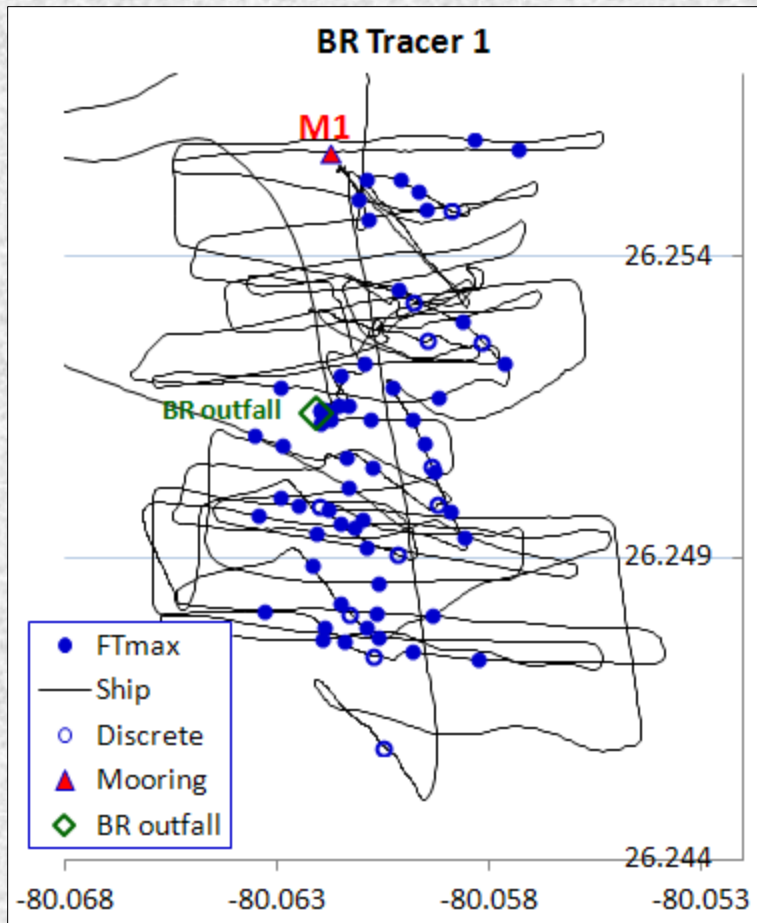 BR Tracer 1
M1
26.254
BR outfall
26.249
FTmax
Ship
Discrete
Mooring
BR outfall
26.244
-80.068
-80.063
-80.058
-80.053